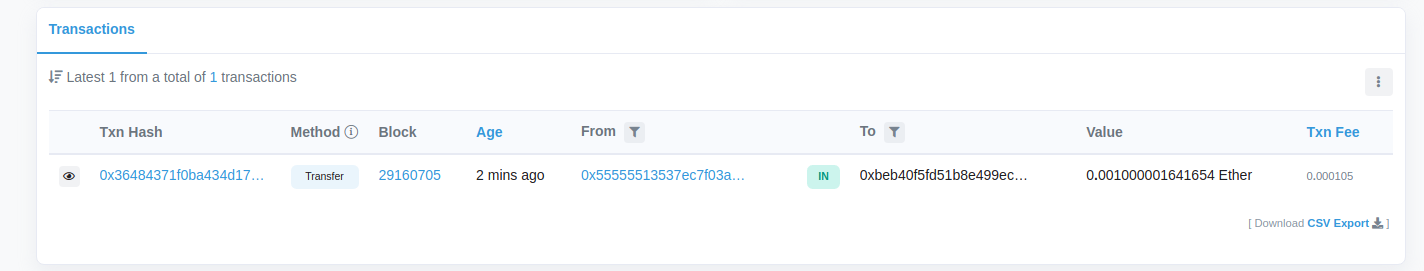 Transactions
Latest 1 from a total of 1 transactions
Txn Hash Method Block Age From To Value Txn Fee
0x36484371f0ba434d17... Transfer 29160705 2 mins ago 0x55555513537ec7f03a... IN 0xbeb40f5fd51b8e499ec... 0.001000001641654 Ether 0.000105
[ Download CSV Export ]